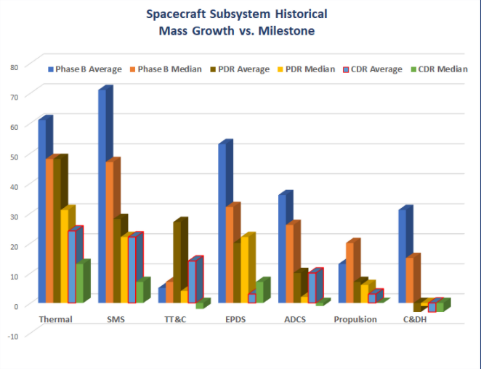 Spacecraft Subsystem Historical
Mass Growth vs. Milestone
80
Phase B Average Phase B Median PDR Average PDR Median CDR Average CDR Median
70
60
50
40
30
20
10
0
Thermal SMS TT&C EPDS ADCS Propulsion C&DH
-10